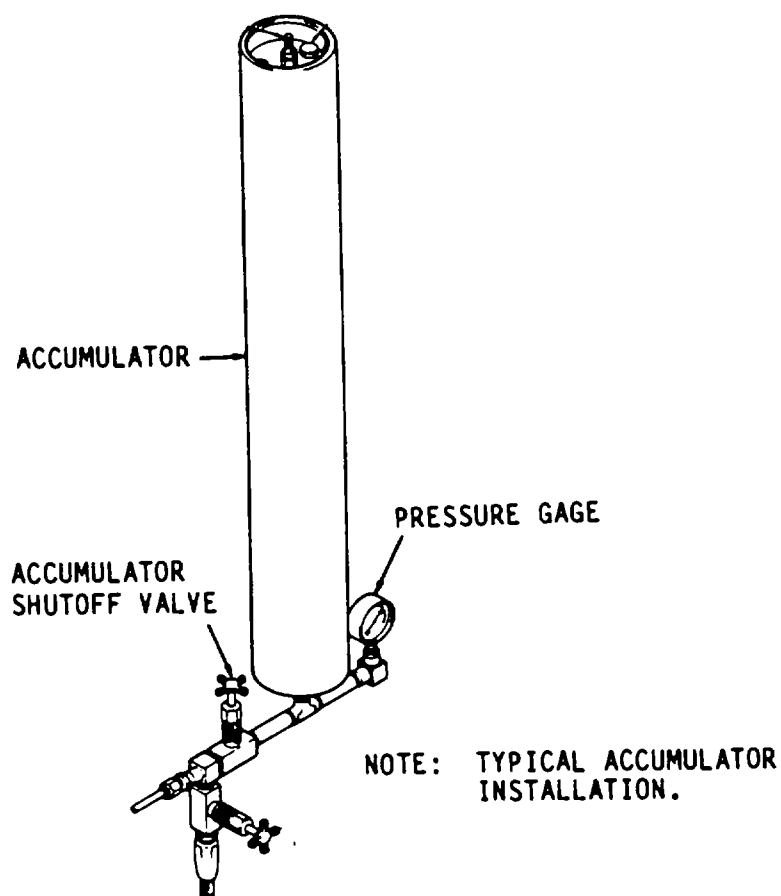 ACCUMULATOR
PRESSURE GAGE
ACCUMULATOR
SHUTOFF VALVE
NOTE: TYPICAL ACCUMULATOR
INSTALLATION.